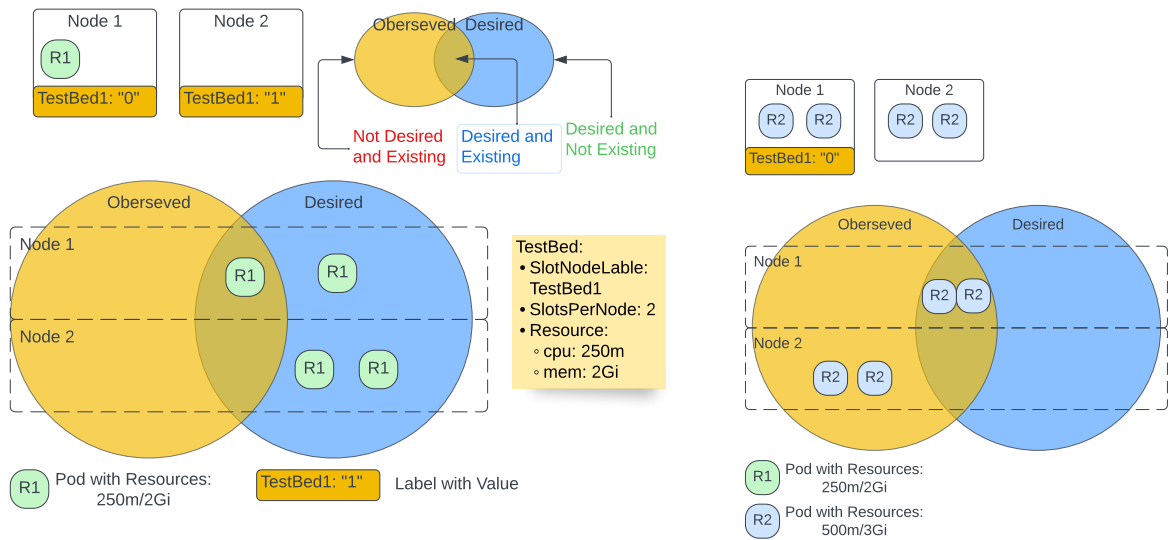 Node 1
R1
TestBed1: "0"
Node 2
TestBed1: "1"
Oberseved
Desired
Not Desired
and Existing
Desired and
Existing
Desired and
Not Existing
Oberseved
Desired
Node 1
R1
R1
Node 2
R1
R1
TestBed:
• SlotNodeLable:
TestBed1
• SlotsPerNode: 2
• Resource:
◦ cpu: 250m
◦ mem: 2Gi
R1
Pod with Resources:
250m/2Gi
TestBed1: "1"
Label with Value
Node 1
R2
R2
TestBed1: "0"
Node 2
R2
R2
Oberseved
Desired
Node 1
R2
R2
Node 2
R2
R2
R1
Pod with Resources:
250m/2Gi
R2
Pod with Resources:
500m/3Gi